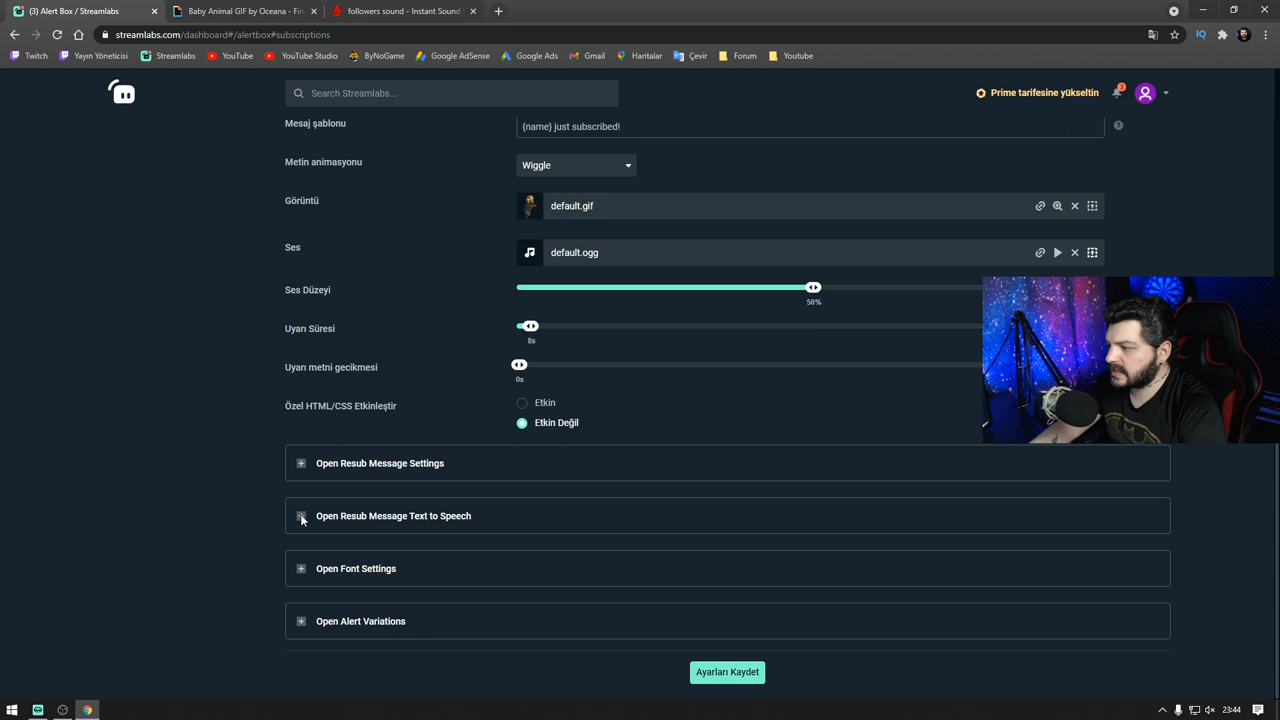 (3) Alert Box / Streamlabs
Baby Animal GIF by Oceana - Fin
followers sound - Instant Sound
streamlabs.com/dashboard#/alertbox#subscriptions
Twitch
Yayın Yöneticisi
Streamlabs
YouTube
YouTube Studio
ByNoGame
Google AdSense
Google Ads
Gmail
Haritalar
Çevir
Forum
Youtube
Search Streamlabs...
Prime tarifesine yükseltin
3
Mesaj şablonu
{name} just subscribed!
Metin animasyonu
Wiggle
Görüntü
default.gif
Ses
default.ogg
Ses Düzeyi
50%
Uyarı Süresi
8s
Uyarı metni gecikmesi
0s
Özel HTML/CSS Etkinleştir
Etkin
Etkin Değil
Open Resub Message Settings
Open Resub Message Text to Speech
Open Font Settings
Open Alert Variations
Ayarları Kaydet
23:44